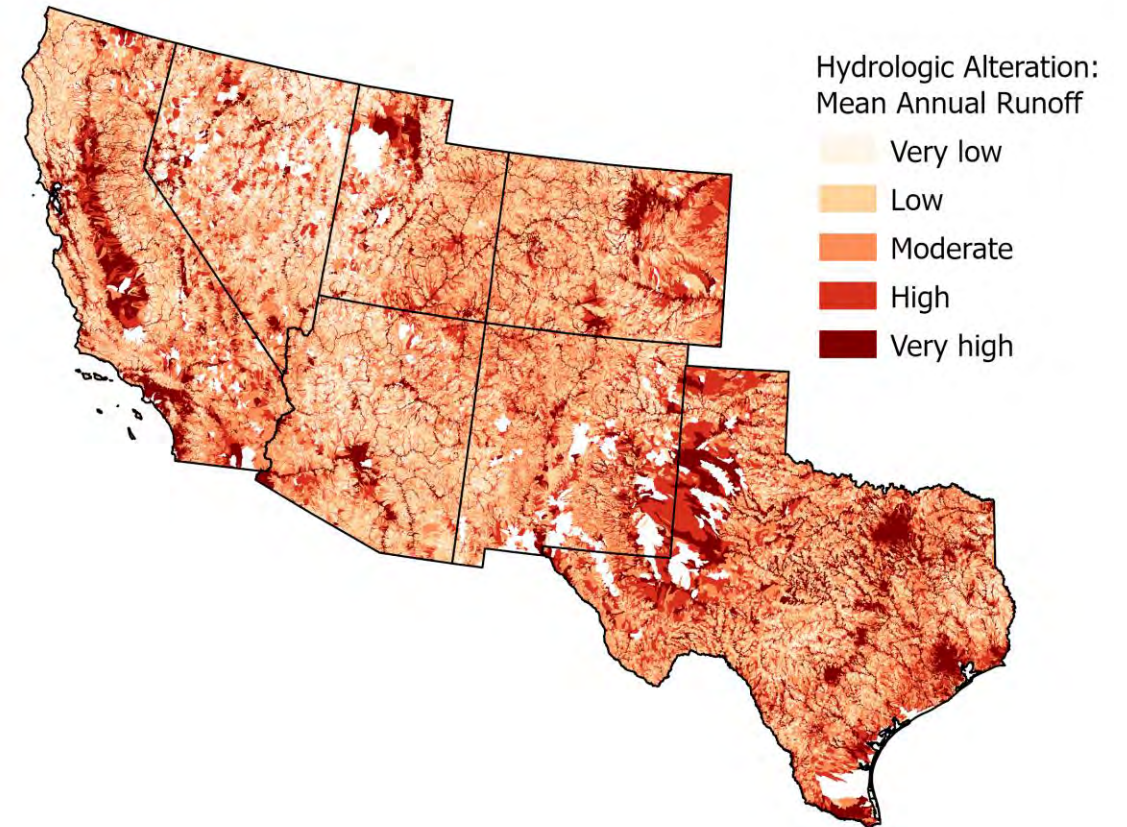 Hydrologic Alteration:
Mean Annual Runoff
Very low
Low
Moderate
High
Very high